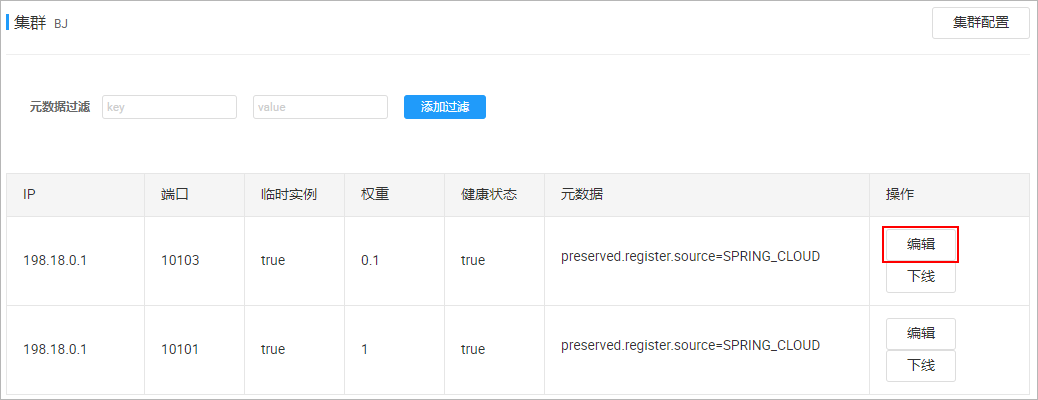 集群 BJ 集群配置
元数据过滤 key value 添加过滤
IP 端口 临时实例 权重 健康状态 元数据 操作
198.18.0.1 10103 true 0.1 true preserved.register.source=SPRING_CLOUD 编辑
下线
198.18.0.1 10101 true 1 true preserved.register.source=SPRING_CLOUD 编辑
下线